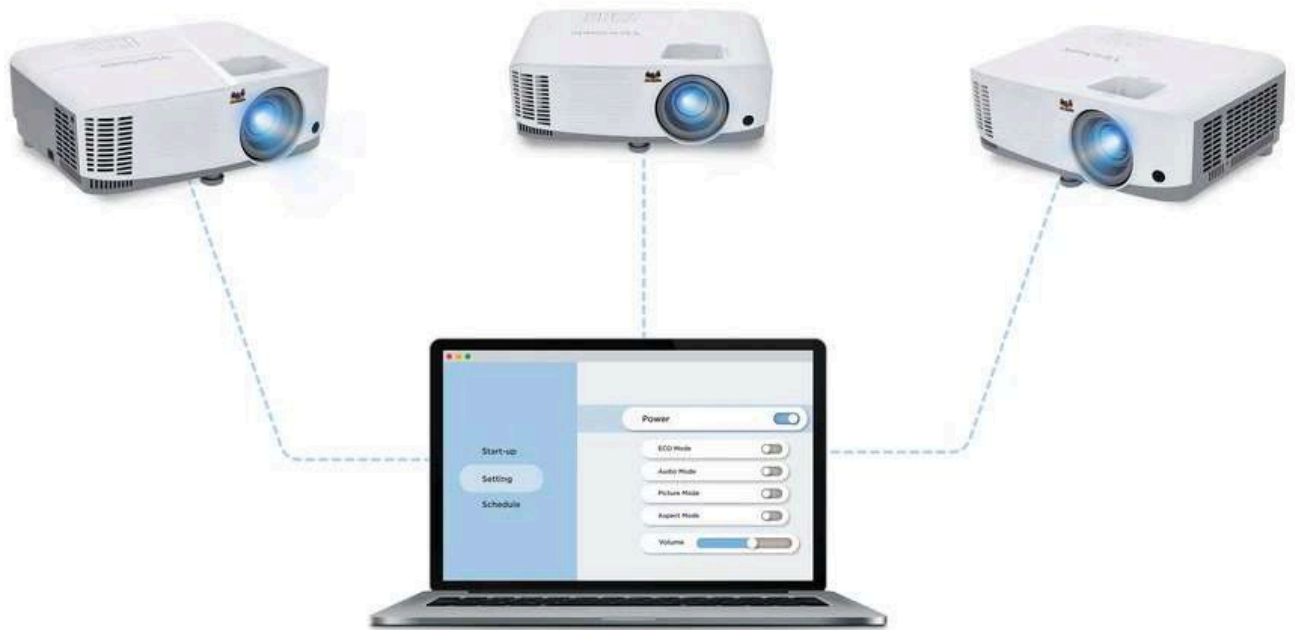 Power
Start-up
ECO Mode
Audio Mode
Setting
Picture Mode
Schedule
Aspect Mode
Volume